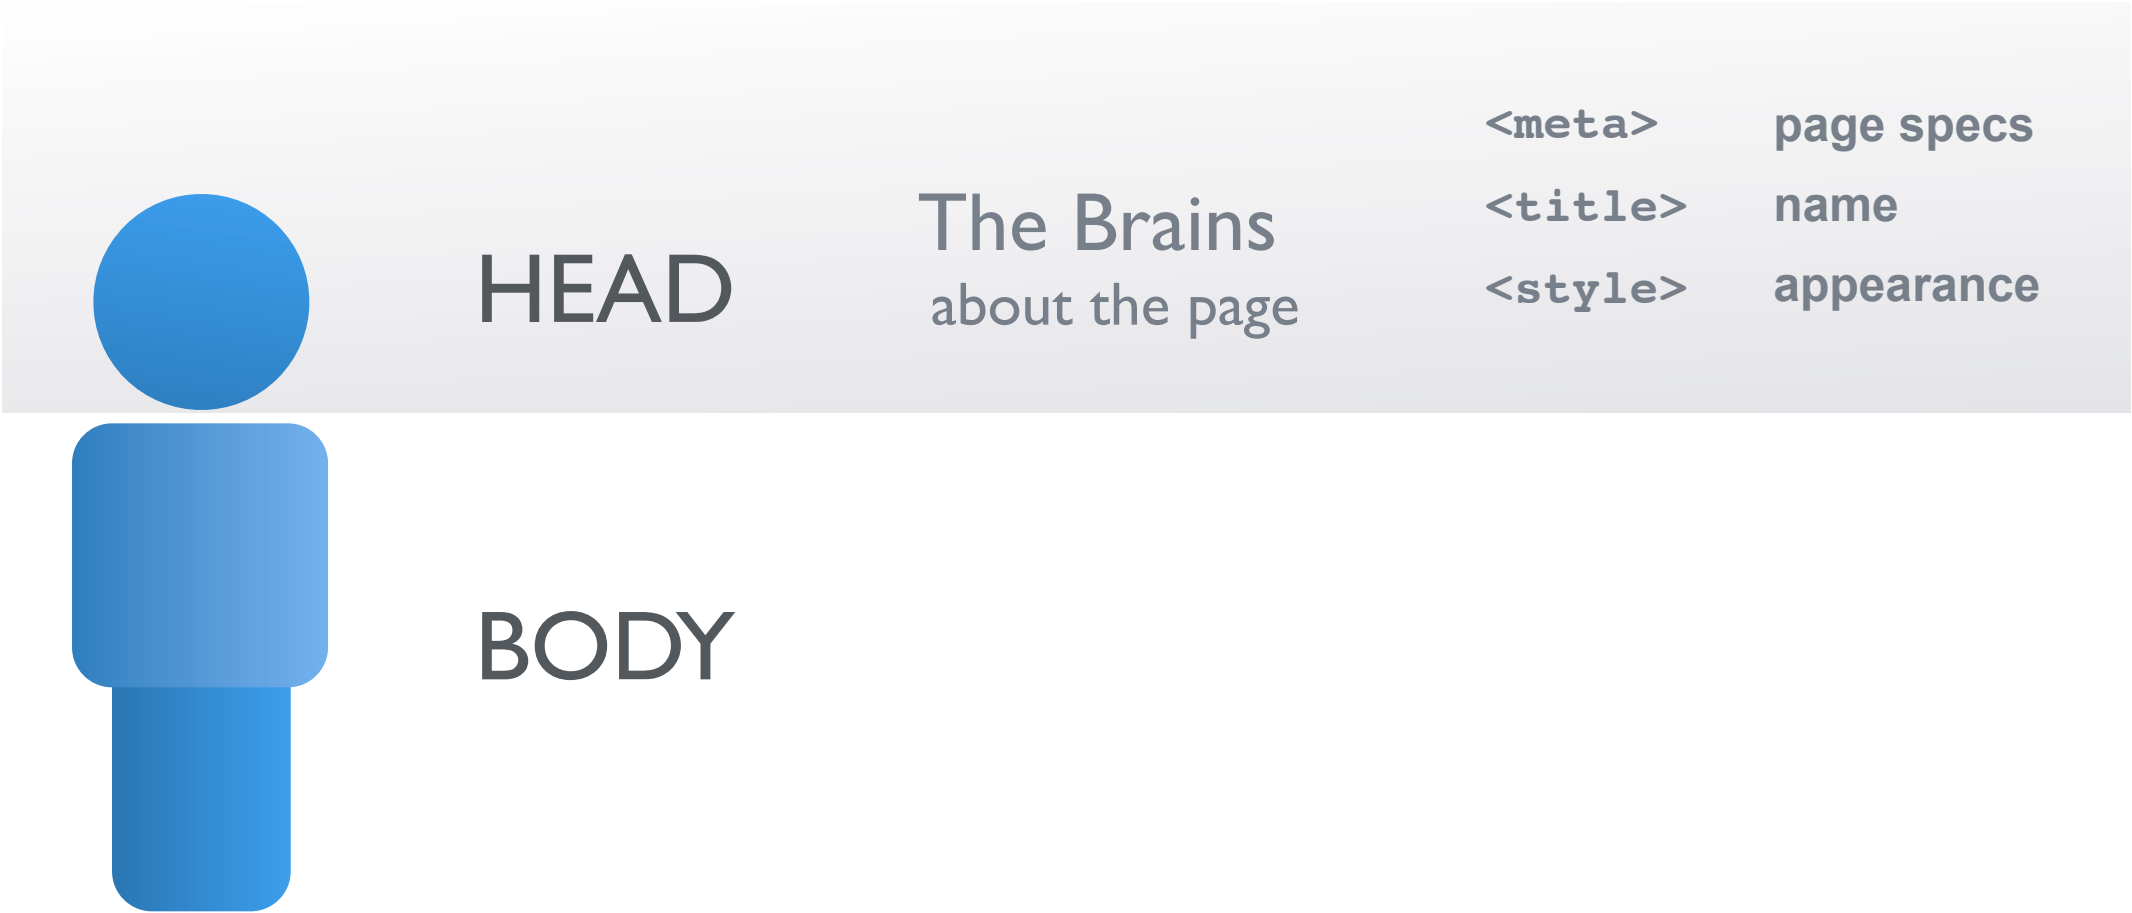 HEAD
The Brains
about the page
<meta> page specs
<title> name
<style> appearance
BODY